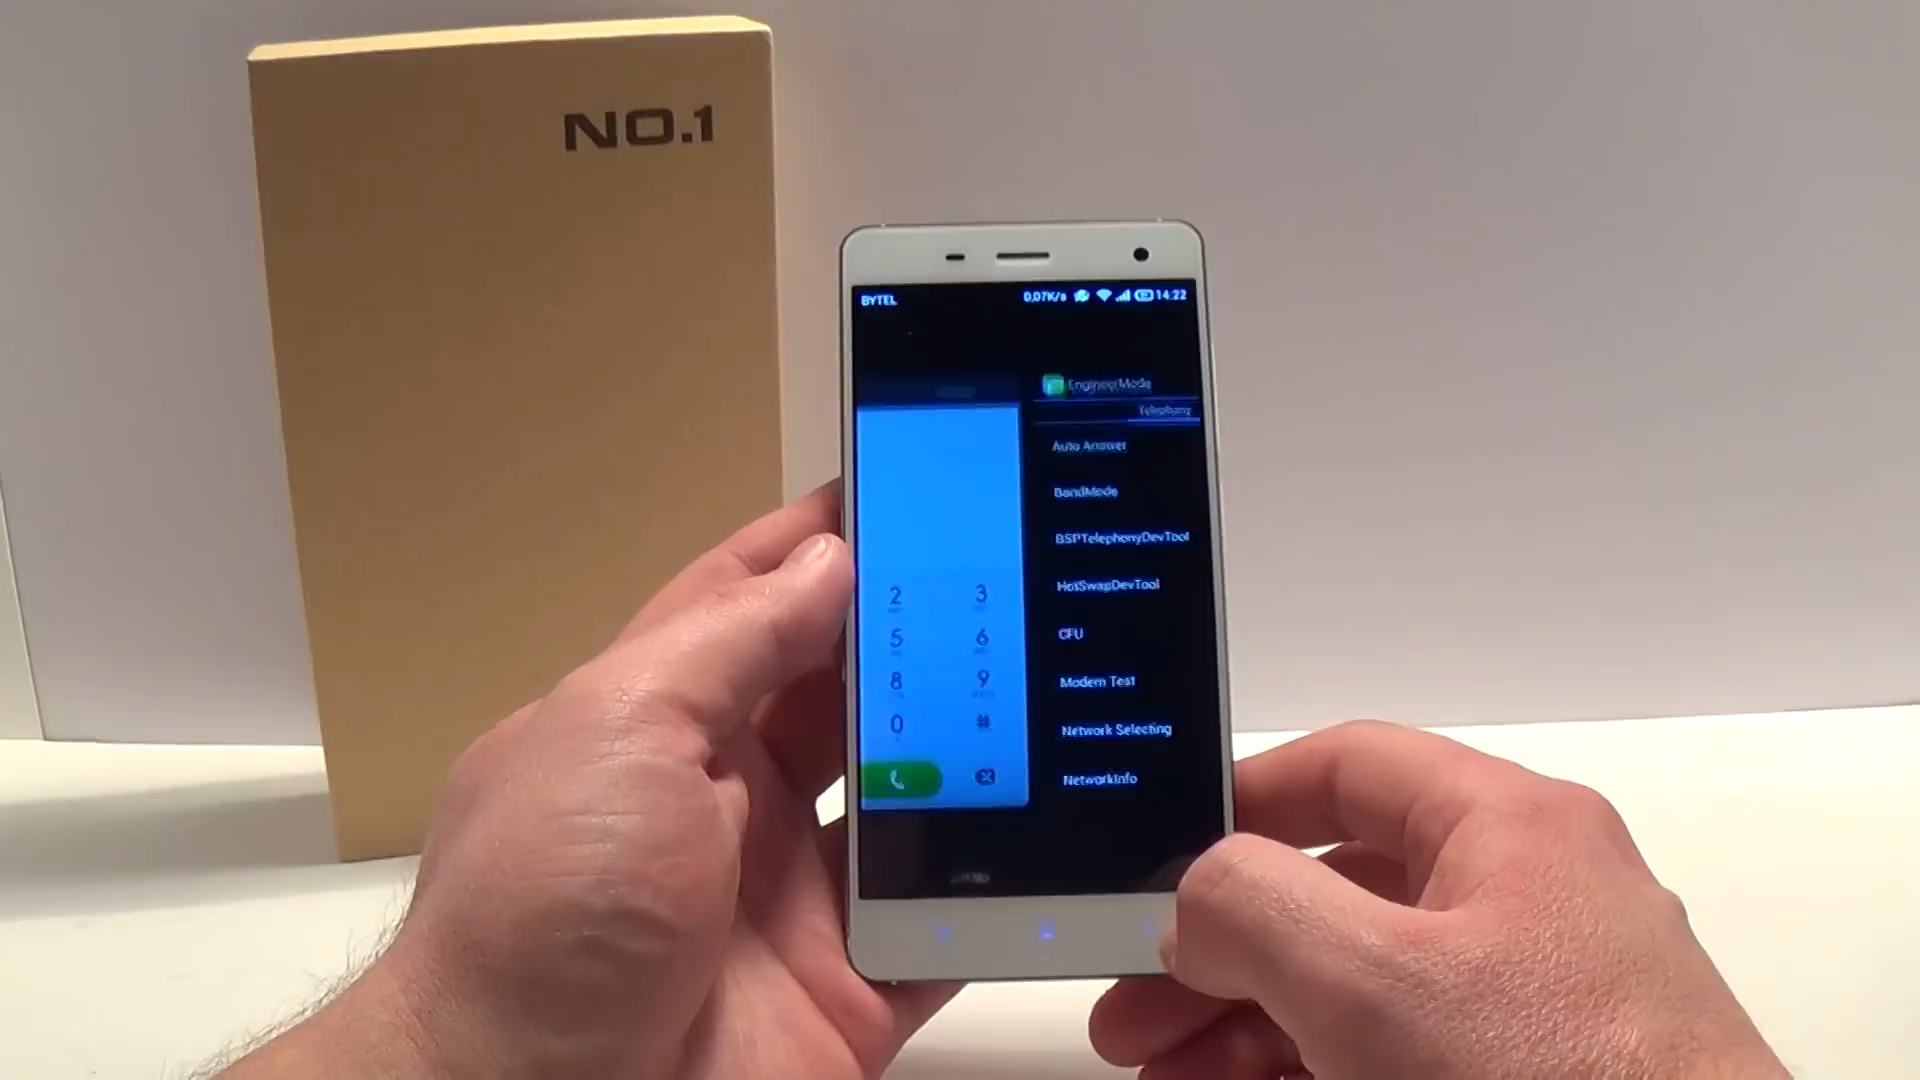 NO.1
BYTEL
0,07K/s 14:22
EngineerMode
Telephony
Auto Answer
BandMode
BSPTelephonyDevTool
HotSwapDevTool
CFU
Modem Test
Network Selecting
NetworkInfo
2 3
5 6
8 9
0 #